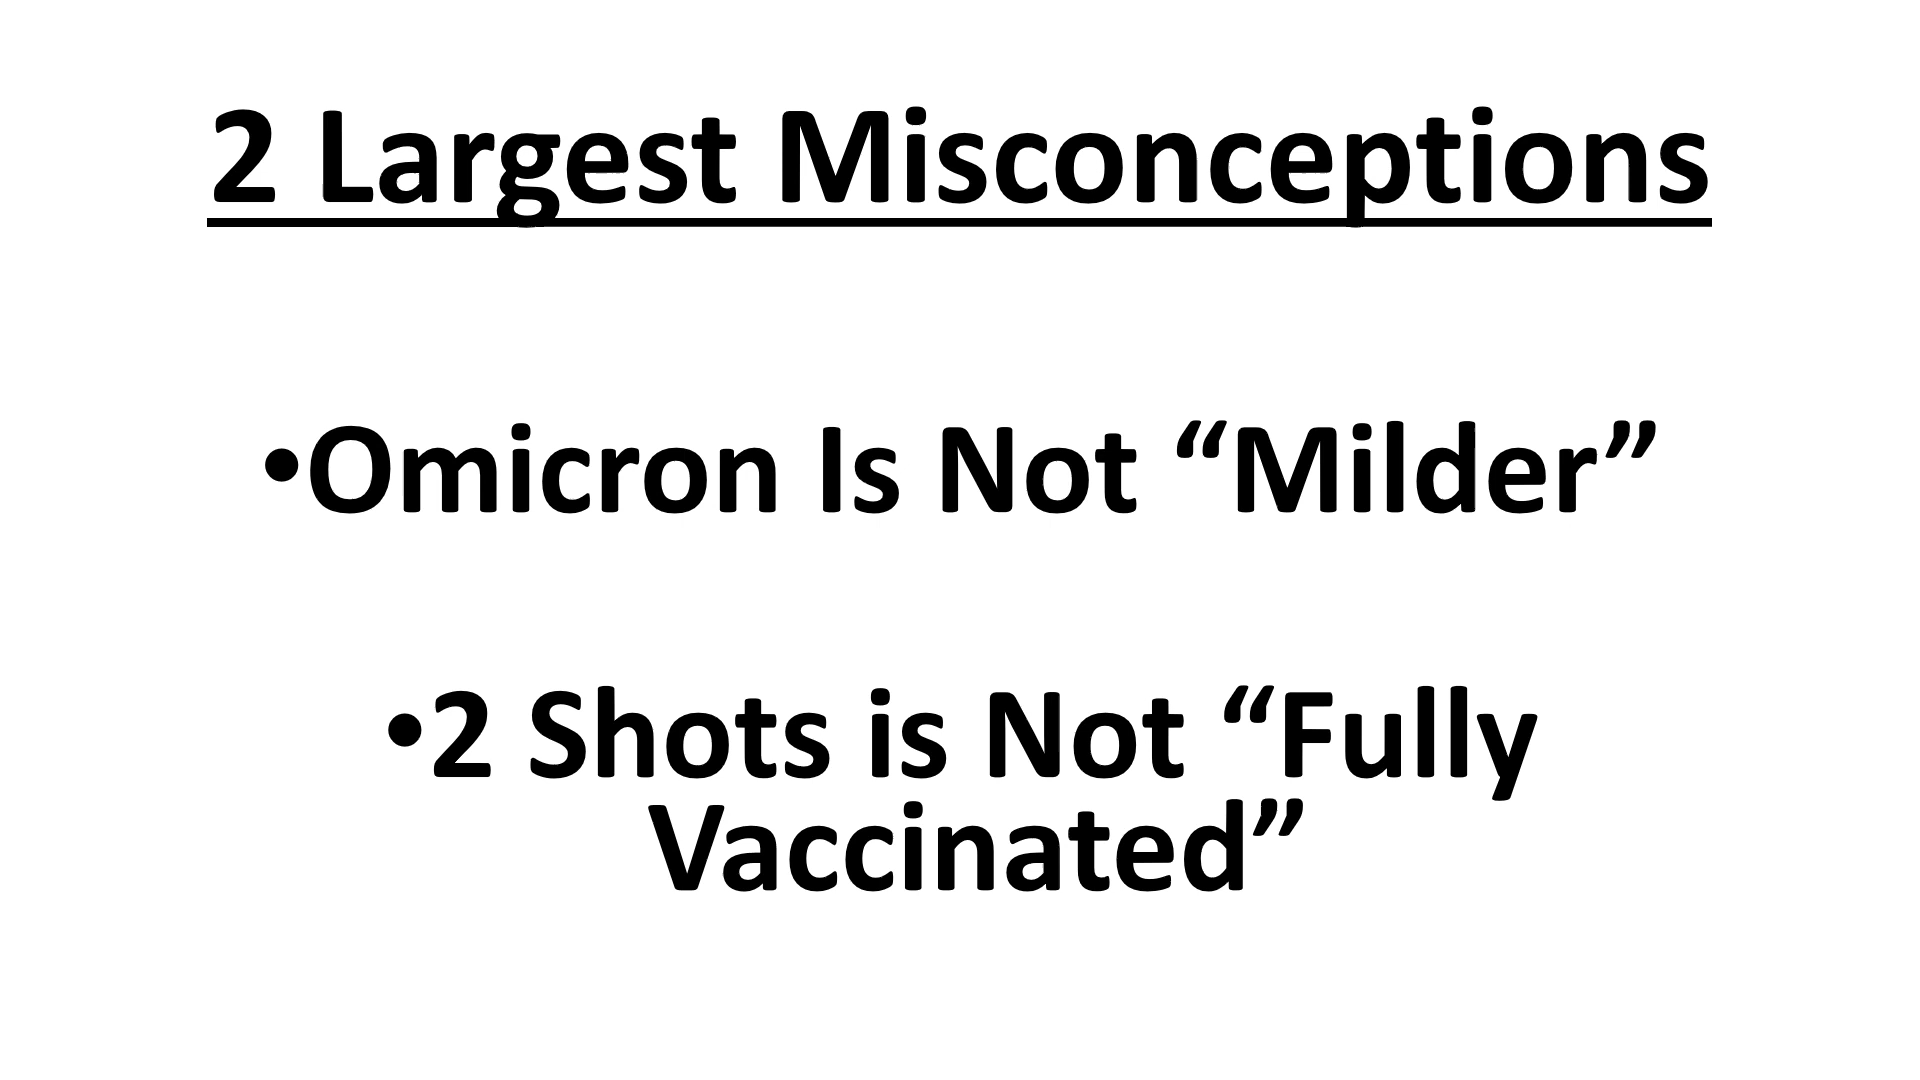 2 Largest Misconceptions
•Omicron Is Not “Milder”
•2 Shots is Not “Fully
Vaccinated”